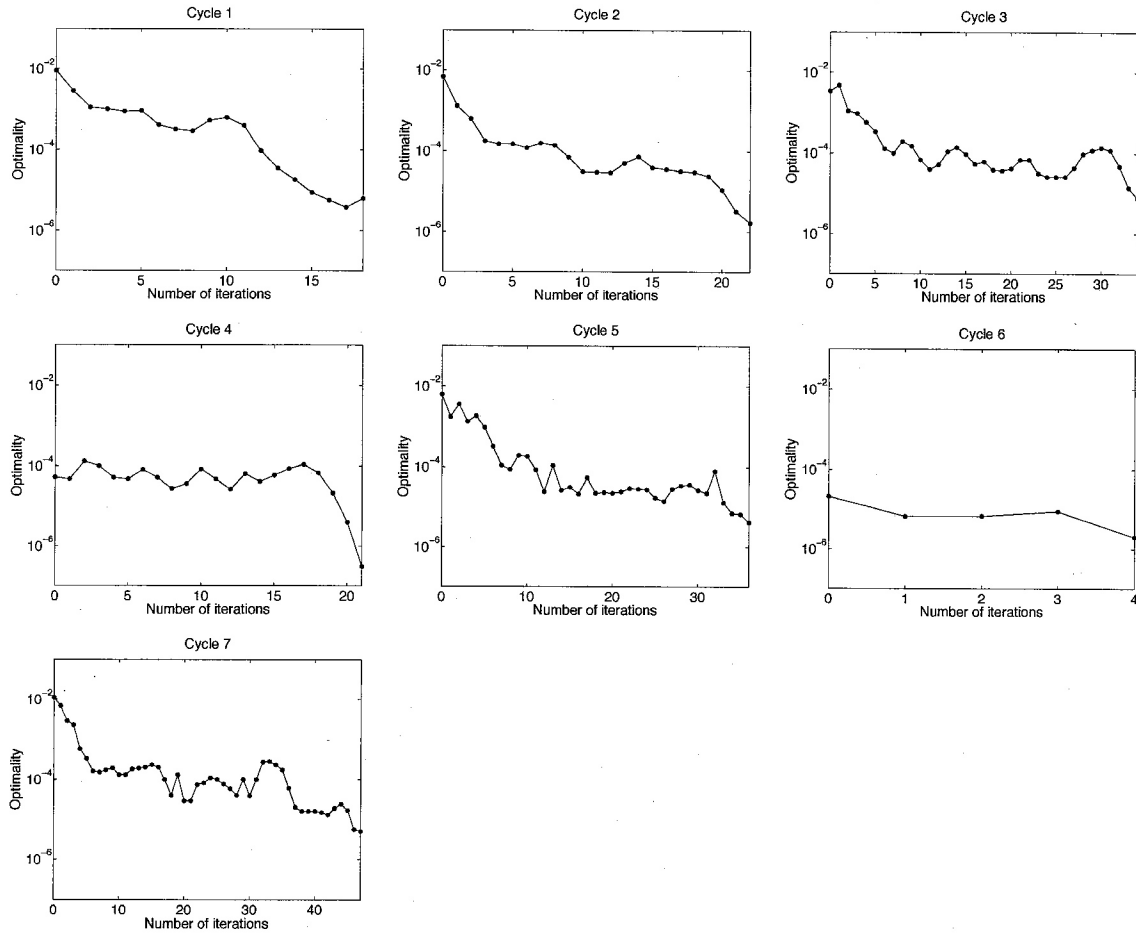 Cycle 1
10⁻²
10⁻⁴
10⁻⁶
Optimality
0 5 10 15
Number of iterations
Cycle 2
10⁻²
10⁻⁴
10⁻⁶
Optimality
0 5 10 15 20
Number of iterations
Cycle 3
10⁻²
10⁻⁴
10⁻⁶
Optimality
0 5 10 15 20 25 30
Number of iterations
Cycle 4
10⁻²
10⁻⁴
10⁻⁶
Optimality
0 5 10 15 20
Number of iterations
Cycle 5
10⁻²
10⁻⁴
10⁻⁶
Optimality
0 10 20 30
Number of iterations
Cycle 6
10⁻²
10⁻⁴
10⁻⁶
Optimality
0 1 2 3 4
Number of iterations
Cycle 7
10⁻²
10⁻⁴
10⁻⁶
Optimality
0 10 20 30 40
Number of iterations